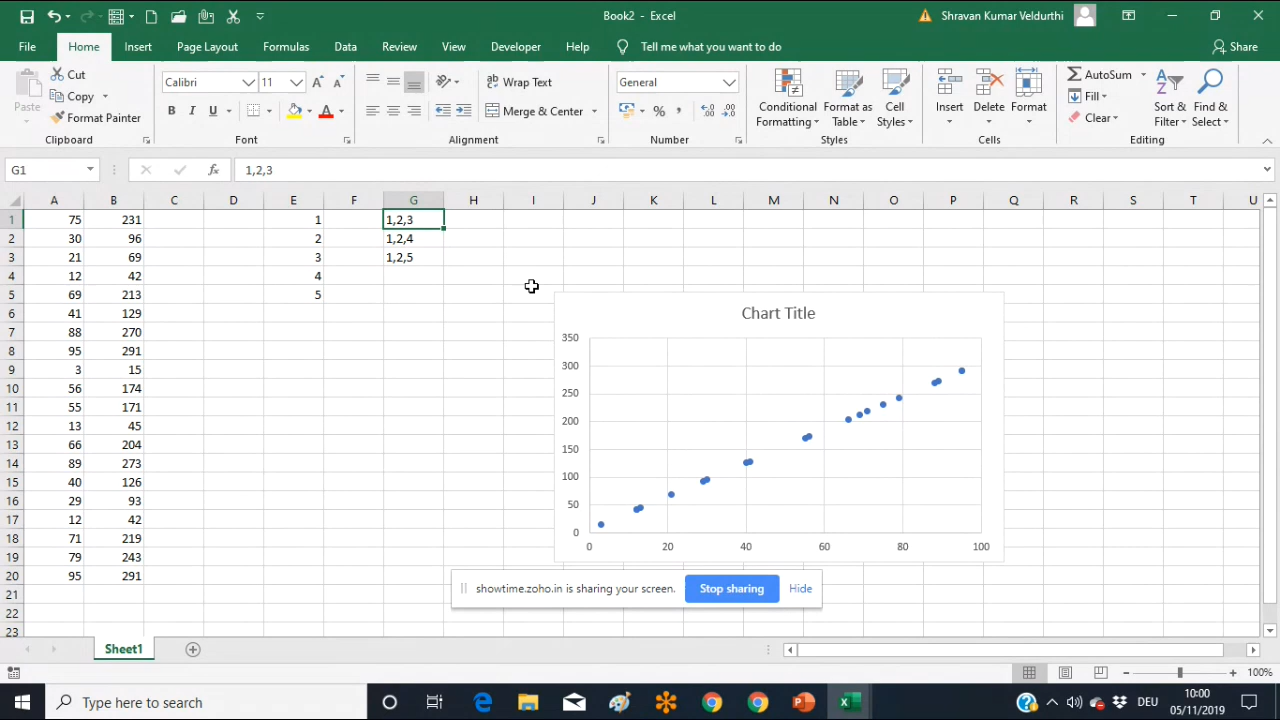 Book2 - Excel
Shravan Kumar Veldurthi
File Home Insert Page Layout Formulas Data Review View Developer Help Tell me what you want to do Share
Paste
Cut
Copy
Format Painter
Clipboard
Calibri 11
B I U
Font
Wrap Text
Merge & Center
Alignment
General
%
Number
Conditional Formatting
Format as Table
Cell Styles
Styles
Insert
Delete
Format
Cells
AutoSum
Fill
Clear
Sort & Filter
Find & Select
Editing
G1 fx 1,2,3
A B C D E F G H I J K L M N O P Q R S T U
1 75 231 1 1,2,3
2 30 96 2 1,2,4
3 21 69 3 1,2,5
4 12 42 4
5 69 213 5
6 41 129
7 88 270
8 95 291
9 3 15
10 56 174
11 55 171
12 13 45
13 66 204
14 89 273
15 40 126
16 29 93
17 12 42
18 71 219
19 79 243
20 95 291
21
22
23
Chart Title
350
300
250
200
150
100
50
0
0 20 40 60 80 100
showtime.zoho.in is sharing your screen. Stop sharing Hide
Sheet1
100%
Type here to search
DEU
10:00
05/11/2019